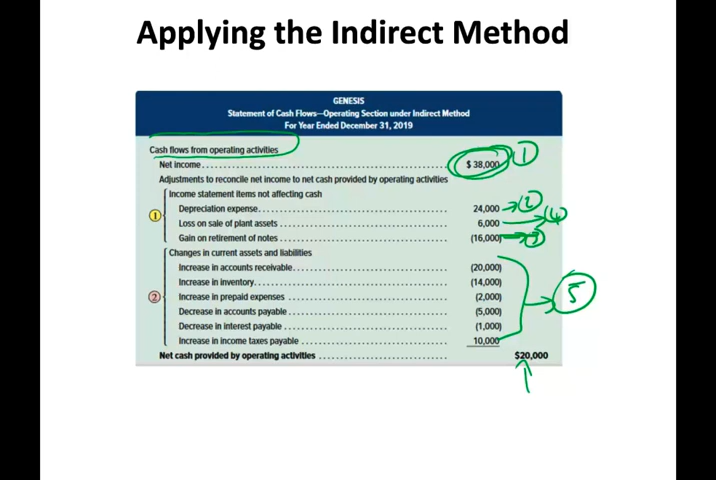 Applying the Indirect Method
GENESIS
Statement of Cash Flows—Operating Section under Indirect Method
For Year Ended December 31, 2019
Cash flows from operating activities
Net income $ 38,000 ①
Adjustments to reconcile net income to net cash provided by operating activities
Income statement items not affecting cash
Depreciation expense 24,000 ②
① Loss on sale of plant assets 6,000 ④
Gain on retirement of notes (16,000) ③
Changes in current assets and liabilities
Increase in accounts receivable (20,000)
Increase in inventory (14,000) ⑤
② Increase in prepaid expenses (2,000)
Decrease in accounts payable (5,000)
Decrease in interest payable (1,000)
Increase in income taxes payable 10,000
Net cash provided by operating activities $20,000